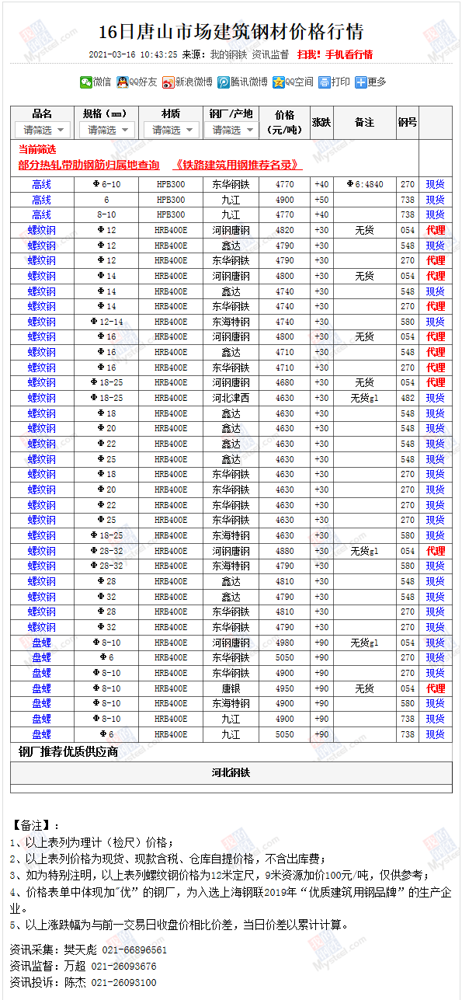 16日唐山市场建筑钢材价格行情
2021-03-16 10:43:25 来源：我的钢铁 资讯监督 扫我！手机看行情
微信 QQ好友 新浪微博 腾讯微博 QQ空间 打印 更多
品名 规格（mm） 材质 钢厂/产地 价格（元/吨） 涨跌 备注 钢号
请筛选 请筛选 请筛选 请筛选
当前筛选
部分热轧带肋钢筋归属地查询 《铁路建筑用钢推荐名录》
高线 Φ6-10 HPB300 东华钢铁 4770 +40 Φ6:4840 270 现货
高线 6 HPB300 九江 4900 +50 738 现货
高线 8-10 HPB300 九江 4770 +40 738 现货
螺纹钢 Φ12 HRB400E 河钢唐钢 4820 +30 无货 054 代理
螺纹钢 Φ12 HRB400E 鑫达 4790 +30 548 现货
螺纹钢 Φ12 HRB400E 东华钢铁 4790 +30 270 代理
螺纹钢 Φ14 HRB400E 河钢唐钢 4800 +30 无货 054 代理
螺纹钢 Φ14 HRB400E 鑫达 4740 +30 548 现货
螺纹钢 Φ14 HRB400E 东华钢铁 4740 +30 270 代理
螺纹钢 Φ12-14 HRB400E 东海特钢 4740 +30 580 现货
螺纹钢 Φ16 HRB400E 河钢唐钢 4800 +30 无货 054 代理
螺纹钢 Φ16 HRB400E 鑫达 4710 +30 548 代理
螺纹钢 Φ16 HRB400E 东华钢铁 4710 +30 270 代理
螺纹钢 Φ18-25 HRB400E 河钢唐钢 4680 +30 无货 054 代理
螺纹钢 Φ18-25 HRB400E 河北津西 4630 +30 无货gl 482 现货
螺纹钢 Φ18 HRB400E 鑫达 4630 +30 548 现货
螺纹钢 Φ20 HRB400E 鑫达 4630 +30 548 现货
螺纹钢 Φ22 HRB400E 鑫达 4630 +30 548 现货
螺纹钢 Φ25 HRB400E 鑫达 4630 +30 548 现货
螺纹钢 Φ18 HRB400E 东华钢铁 4630 +30 270 现货
螺纹钢 Φ20 HRB400E 东华钢铁 4630 +30 270 现货
螺纹钢 Φ22 HRB400E 东华钢铁 4630 +30 270 现货
螺纹钢 Φ25 HRB400E 东华钢铁 4630 +30 270 现货
螺纹钢 Φ18-25 HRB400E 东海特钢 4630 +30 580 现货
螺纹钢 Φ28-32 HRB400E 河钢唐钢 4880 +30 无货gl 054 代理
螺纹钢 Φ28-32 HRB400E 东海特钢 4790 +30 580 现货
螺纹钢 Φ28 HRB400E 鑫达 4810 +30 548 现货
螺纹钢 Φ32 HRB400E 鑫达 4790 +30 548 现货
螺纹钢 Φ28 HRB400E 东华钢铁 4810 +30 270 现货
螺纹钢 Φ32 HRB400E 东华钢铁 4790 +30 270 现货
盘螺 Φ8-10 HRB400E 河钢唐钢 4980 +90 无货gl 054 现货
盘螺 Φ6 HRB400E 东华钢铁 5050 +90 270 现货
盘螺 Φ8-10 HRB400E 东华钢铁 4900 +90 270 现货
盘螺 Φ8-10 HRB400E 唐银 4950 +90 无货 054 代理
盘螺 Φ8-10 HRB400E 东海特钢 4900 +90 580 现货
盘螺 Φ8-10 HRB400E 九江 4900 +90 738 现货
盘螺 Φ6 HRB400E 九江 5050 +90 738 现货
钢厂推荐优质供应商
河北钢铁
【备注】：
1、以上表列为理计（检尺）价格；
2、以上表列价格为现货、现款含税、仓库自提价格，不含出库费；
3、如为特别注明，以上表列螺纹钢价格为12米定尺，9米资源加价100元/吨，仅供参考；
4、价格表单中体现加"优”的钢厂，为入选上海钢联2019年“优质建筑用钢品牌”的生产企
业。
5、以上涨跌幅为与前一交易日收盘价相比价差，当日价差以累计计算。
资讯采集：樊天彪 021-66896561
资讯监督：万超 021-26093676
资讯投诉：陈杰 021-26093100